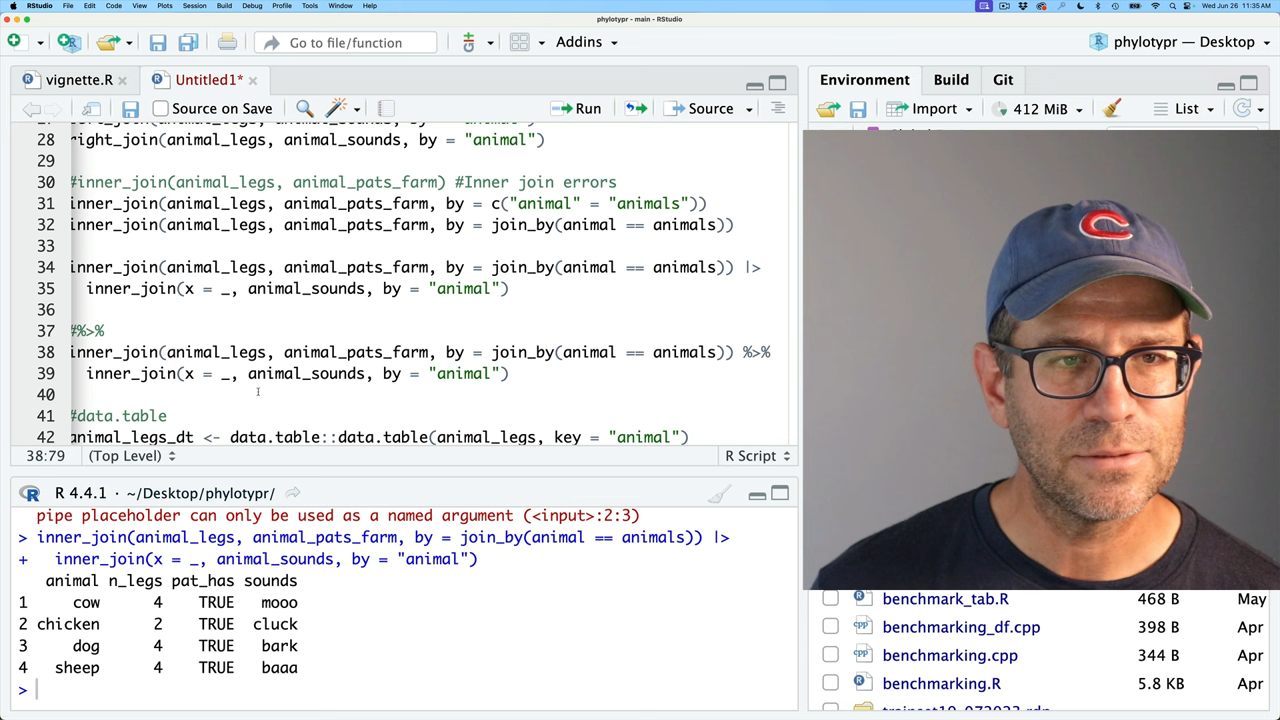 RStudio File Edit Code View Plots Session Build Debug Profile Tools Window Help Wed Jun 26 11:35 AM
phylotypr - main - RStudio
Go to file/function Addins phylotypr — Desktop
vignette.R Untitled1* Environment Build Git
Source on Save Run Source Import 412 MiB List
28 right_join(animal_legs, animal_sounds, by = "animal")
29
30 #inner_join(animal_legs, animal_pats_farm) #Inner join errors
31 inner_join(animal_legs, animal_pats_farm, by = c("animal" = "animals"))
32 inner_join(animal_legs, animal_pats_farm, by = join_by(animal == animals))
33
34 inner_join(animal_legs, animal_pats_farm, by = join_by(animal == animals)) |>
35 inner_join(x = _, animal_sounds, by = "animal")
36
37 #%>%
38 inner_join(animal_legs, animal_pats_farm, by = join_by(animal == animals)) %>%
39 inner_join(x = _, animal_sounds, by = "animal")
40
41 #data.table
42 animal_legs_dt <- data.table::data.table(animal_legs, key = "animal")
38:79 (Top Level) R Script
R 4.4.1 · ~/Desktop/phylotypr/
pipe placeholder can only be used as a named argument (<input>:2:3)
> inner_join(animal_legs, animal_pats_farm, by = join_by(animal == animals)) |>
+ inner_join(x = _, animal_sounds, by = "animal")
animal n_legs pat_has sounds
1 cow 4 TRUE mooo
2 chicken 2 TRUE cluck
3 dog 4 TRUE bark
4 sheep 4 TRUE baaa
>
C
benchmark_tab.R 468 B May
benchmarking_df.cpp 398 B Apr
benchmarking.cpp 344 B Apr
benchmarking.R 5.8 KB Apr